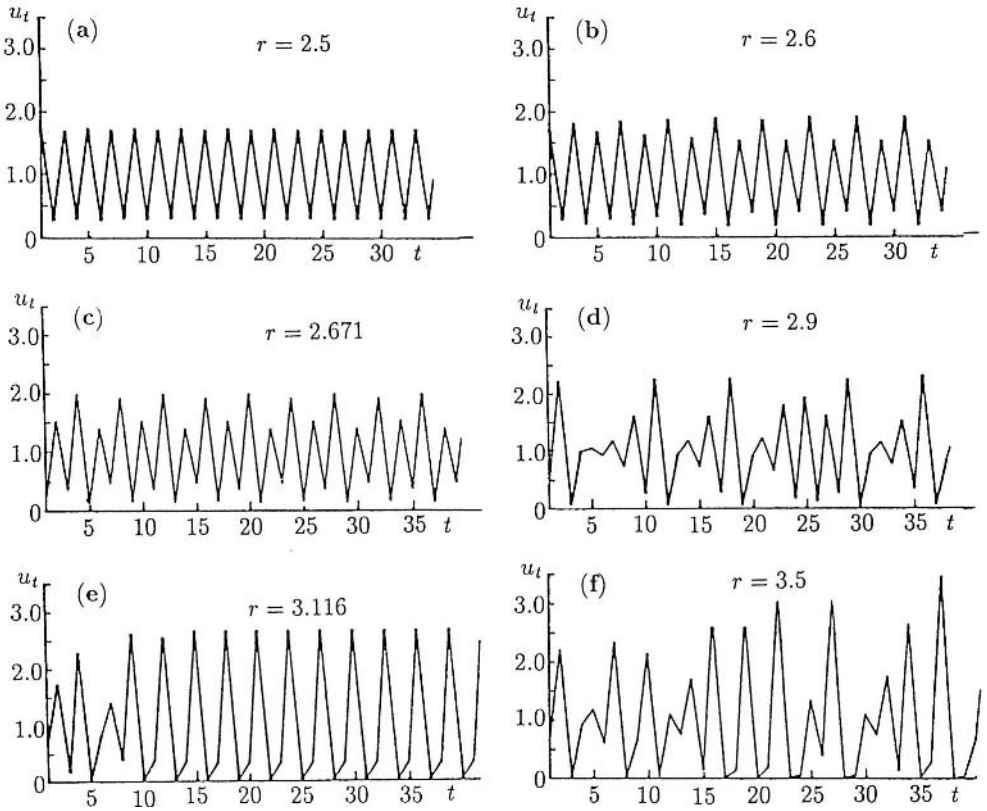 u_t (a) r = 2.5
3.0
2.0
1.0
0
5 10 15 20 25 30 t
u_t (b) r = 2.6
3.0
2.0
1.0
0
5 10 15 20 25 30 t
u_t (c) r = 2.671
3.0
2.0
1.0
0
5 10 15 20 25 30 35 t
u_t (d) r = 2.9
3.0
2.0
1.0
0
5 10 15 20 25 30 35 t
u_t (e) r = 3.116
3.0
2.0
1.0
0
5 10 15 20 25 30 35 t
u_t (f) r = 3.5
3.0
2.0
1.0
0
5 10 15 20 25 30 35 t